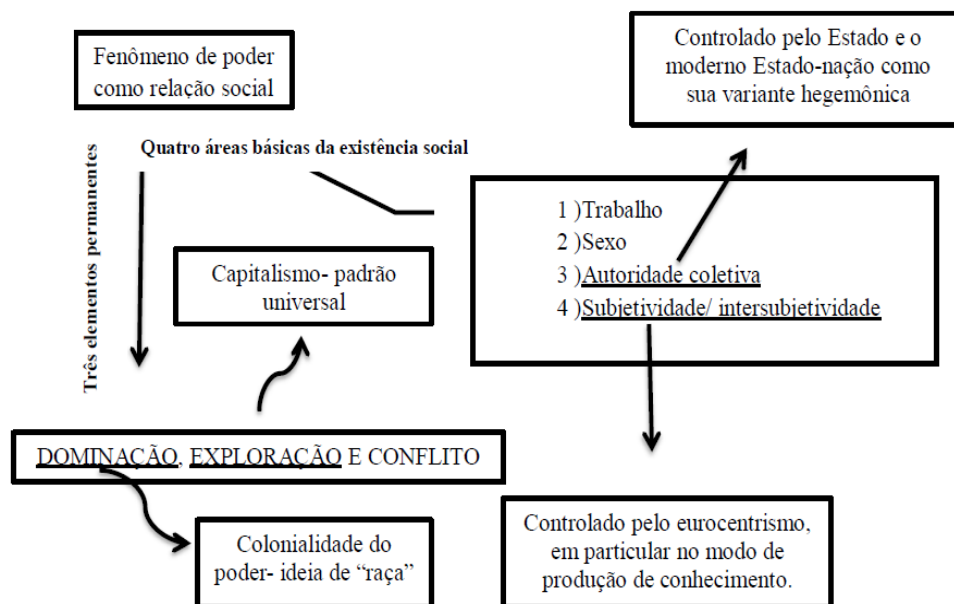 Fenômeno de poder
como relação social
Controlado pelo Estado e o
moderno Estado-nação como
sua variante hegemônica
Três elementos permanentes
Quatro áreas básicas da existência social
1 )Trabalho
2 )Sexo
3 )Autoridade coletiva
4 )Subjetividade/ intersubjetividade
Capitalismo- padrão
universal
DOMINAÇÃO, EXPLORAÇÃO E CONFLITO
Colonialidade do
poder- ideia de “raça”
Controlado pelo eurocentrismo,
em particular no modo de
produção de conhecimento.